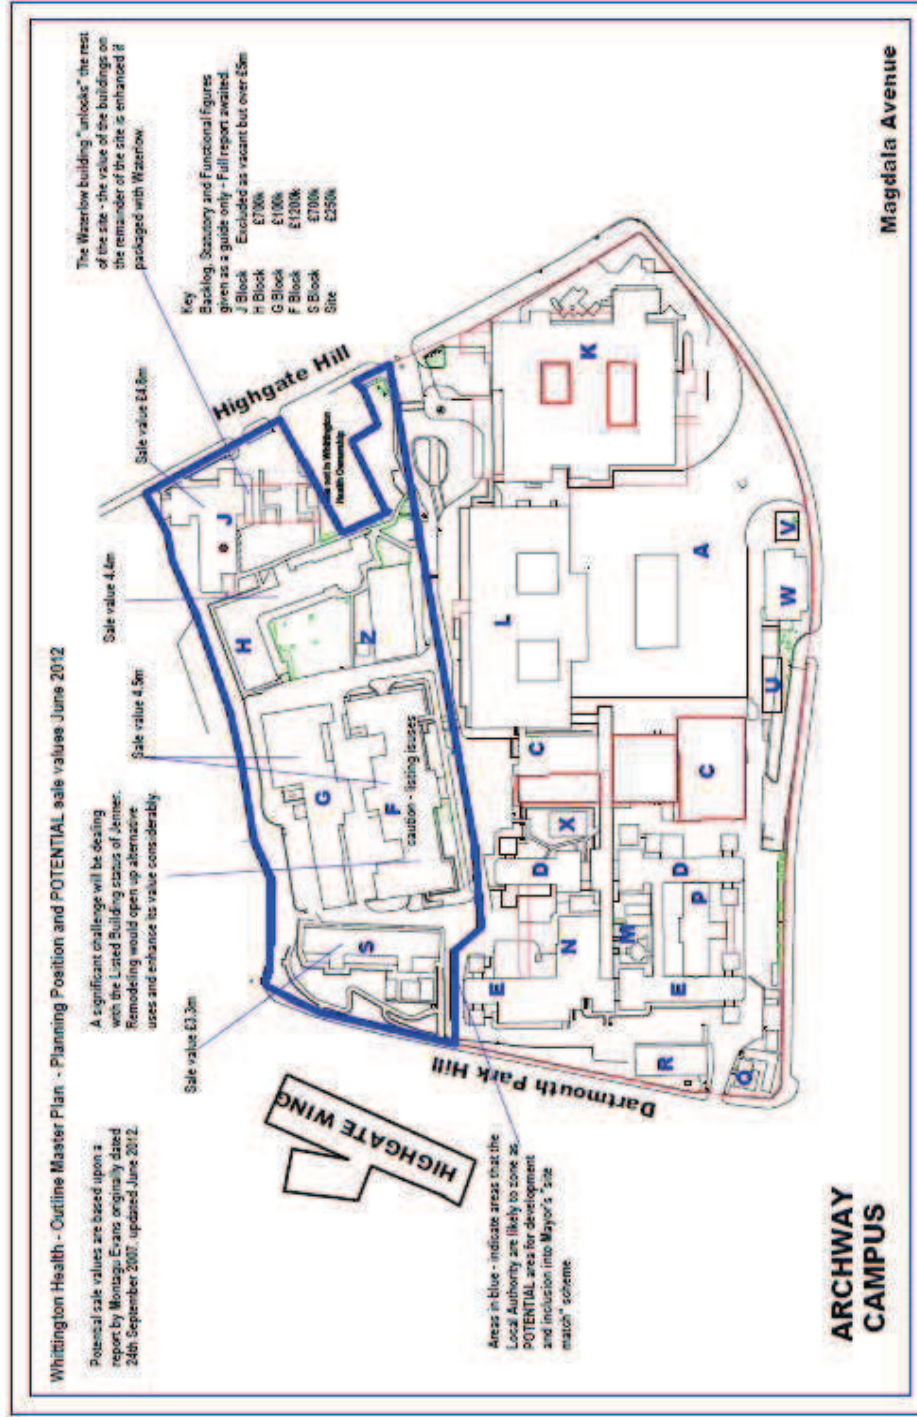 Whittington Health - Outline Master Plan - Planning Position and POTENTIAL sale values June 2012
Potential sale values are based upon a
report by Montagu Evans originally dated
24th September 2007, updated June 2012.
A significant challenge will be dealing
with the Listed Building status of Jenner.
Remodeling would open up alternative
uses and enhance its value considerably.
The Waterlow building "unlocks" the rest
of the site - the value of the buildings on
the remainder of the site is enhanced if
packaged with Waterlow.
Sale value £3.3m
Sale value 4.5m
Sale value 4.4m
Sale value £4.6m
Key
Backlog, Statutory and Functional figures
given as a guide only - Full report awaited.
J Block Excluded as vacant but over £5m
H Block £700k
G Block £100k
F Block £1200k
S Block £700k
Site £250k
Highgate Hill
not in Whittington
Health Ownership
J
H
Z
G
F
caution - listing isuses
S
HIGHGATE WING
Dartmouth Park Hill
Areas in blue - indicate areas that the
Local Authority are likely to zone as
POTENTIAL area for development
and inclusion into Mayor's "site
match" scheme.
K
L
A
C
X
D
N
E
M
D
P
E
C
R
Q
U
W
V
ARCHWAY
CAMPUS
Magdala Avenue